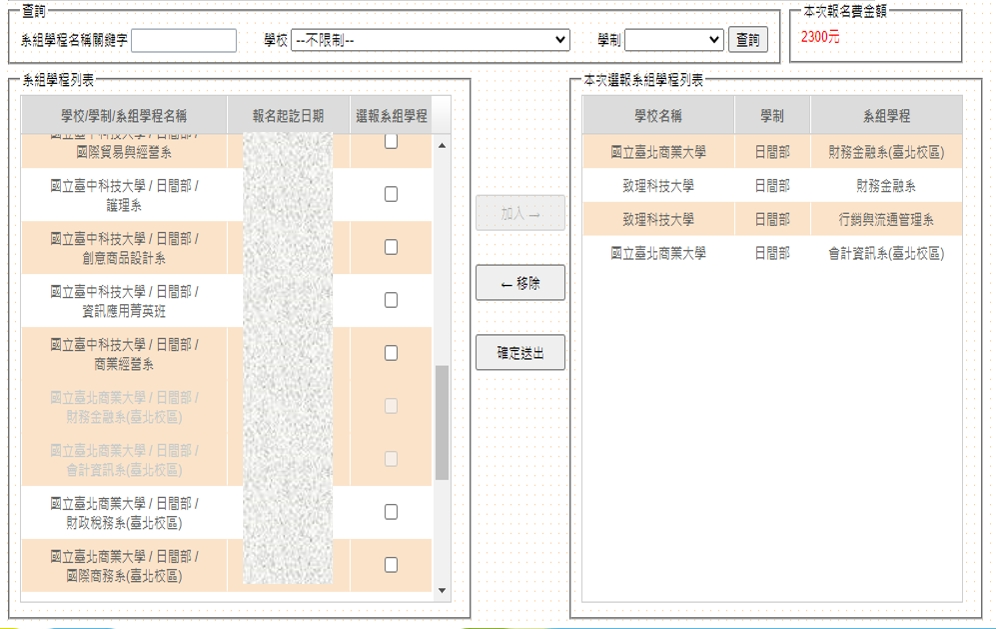 查詢
系組學程名稱關鍵字
學校 --不限制--
學制
查詢
本次報名費金額
2300元
系組學程列表
學校/學制/系組學程名稱 報名起訖日期 選報系組學程
國立臺中科技大學 / 日間部 /
國際貿易與經營系
國立臺中科技大學 / 日間部 /
護理系
國立臺中科技大學 / 日間部 /
創意商品設計系
國立臺中科技大學 / 日間部 /
資訊應用菁英班
國立臺中科技大學 / 日間部 /
商業經營系
國立臺北商業大學 / 日間部 /
財務金融系(臺北校區)
國立臺北商業大學 / 日間部 /
會計資訊系(臺北校區)
國立臺北商業大學 / 日間部 /
財政稅務系(臺北校區)
國立臺北商業大學 / 日間部 /
國際商務系(臺北校區)
加入 →
← 移除
確定送出
本次選報系組學程列表
學校名稱 學制 系組學程
國立臺北商業大學 日間部 財務金融系(臺北校區)
致理科技大學 日間部 財務金融系
致理科技大學 日間部 行銷與流通管理系
國立臺北商業大學 日間部 會計資訊系(臺北校區)